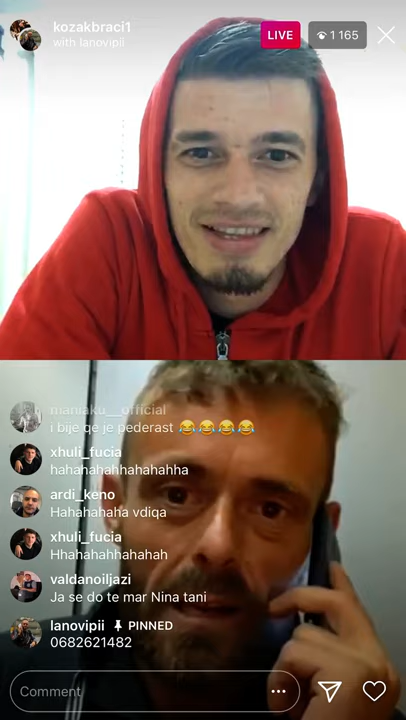 kozakbraci1
with lanovipii
LIVE
1 165
maniaku__official
i bije qe je pederast 😂😂😂😂
xhuli_fucia
hahahahahhahahahha
ardi_keno
Hahahahaha vdiqa
xhuli_fucia
Hhahahahhahahah
valdanoiljazi
Ja se do te mar Nina tani
lanovipii PINNED
0682621482
Comment